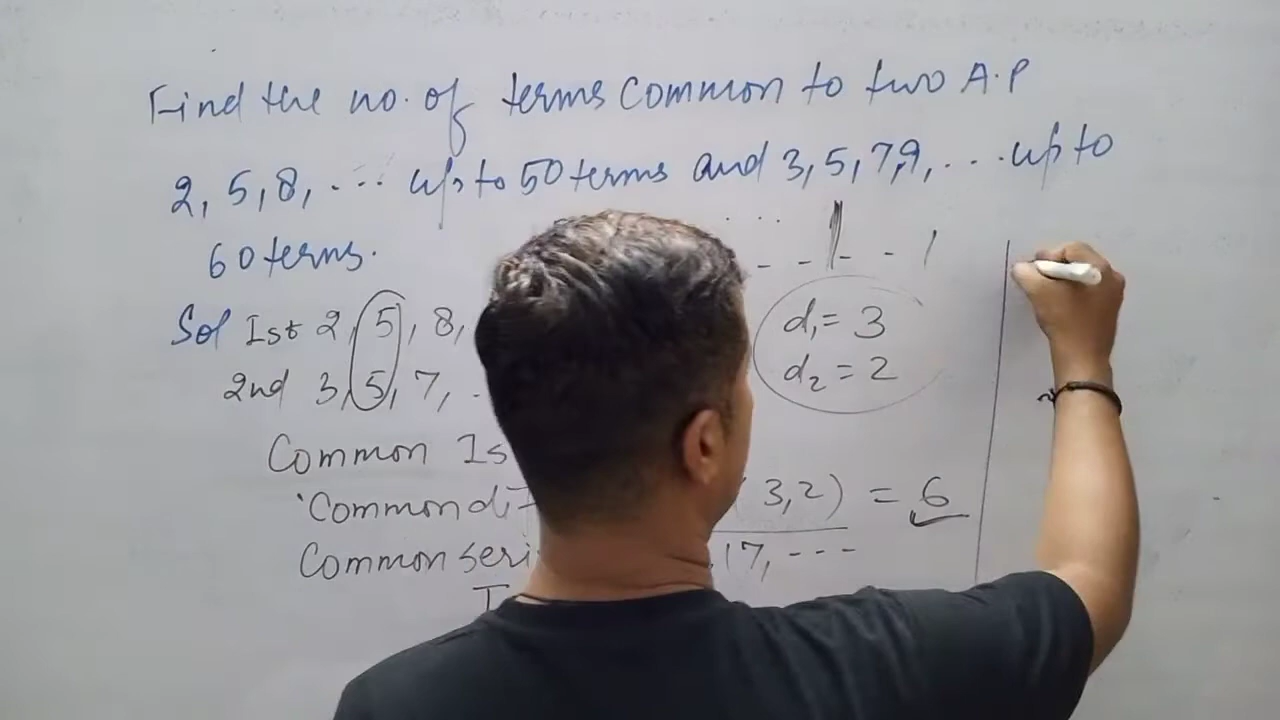 Find the no. of terms common to two A.P
2, 5, 8, .... upto 50 terms and 3, 5, 7, 9, .... upto
60 terms.
Sol Ist 2, 5, 8,
d₁ = 3
2nd 3, 5, 7, .
d₂ = 2
Common Is
Common dif 3,2) = 6
Common seri 17, ---